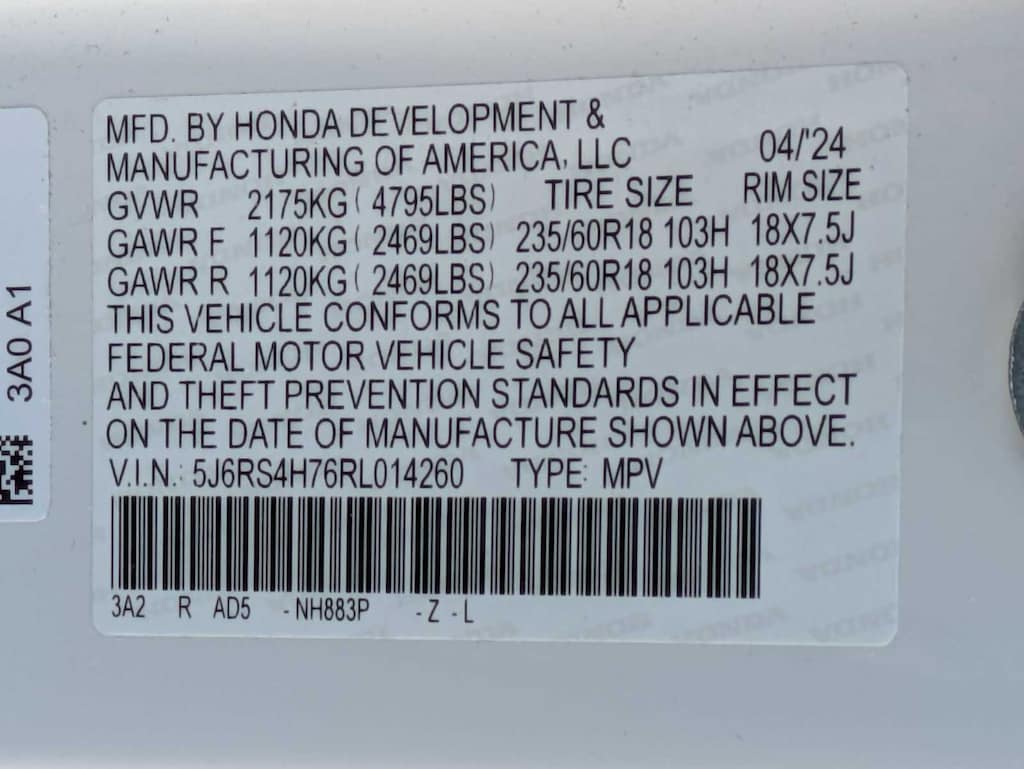 MFD. BY HONDA DEVELOPMENT &
MANUFACTURING OF AMERICA, LLC 04/'24
GVWR 2175KG ( 4795LBS) TIRE SIZE RIM SIZE
GAWR F 1120KG ( 2469LBS) 235/60R18 103H 18X7.5J
GAWR R 1120KG ( 2469LBS) 235/60R18 103H 18X7.5J
THIS VEHICLE CONFORMS TO ALL APPLICABLE
FEDERAL MOTOR VEHICLE SAFETY
AND THEFT PREVENTION STANDARDS IN EFFECT
ON THE DATE OF MANUFACTURE SHOWN ABOVE.
V.I.N.: 5J6RS4H76RL014260 TYPE: MPV
3A2 R AD5 - NH883P - Z - L
3A0 A1